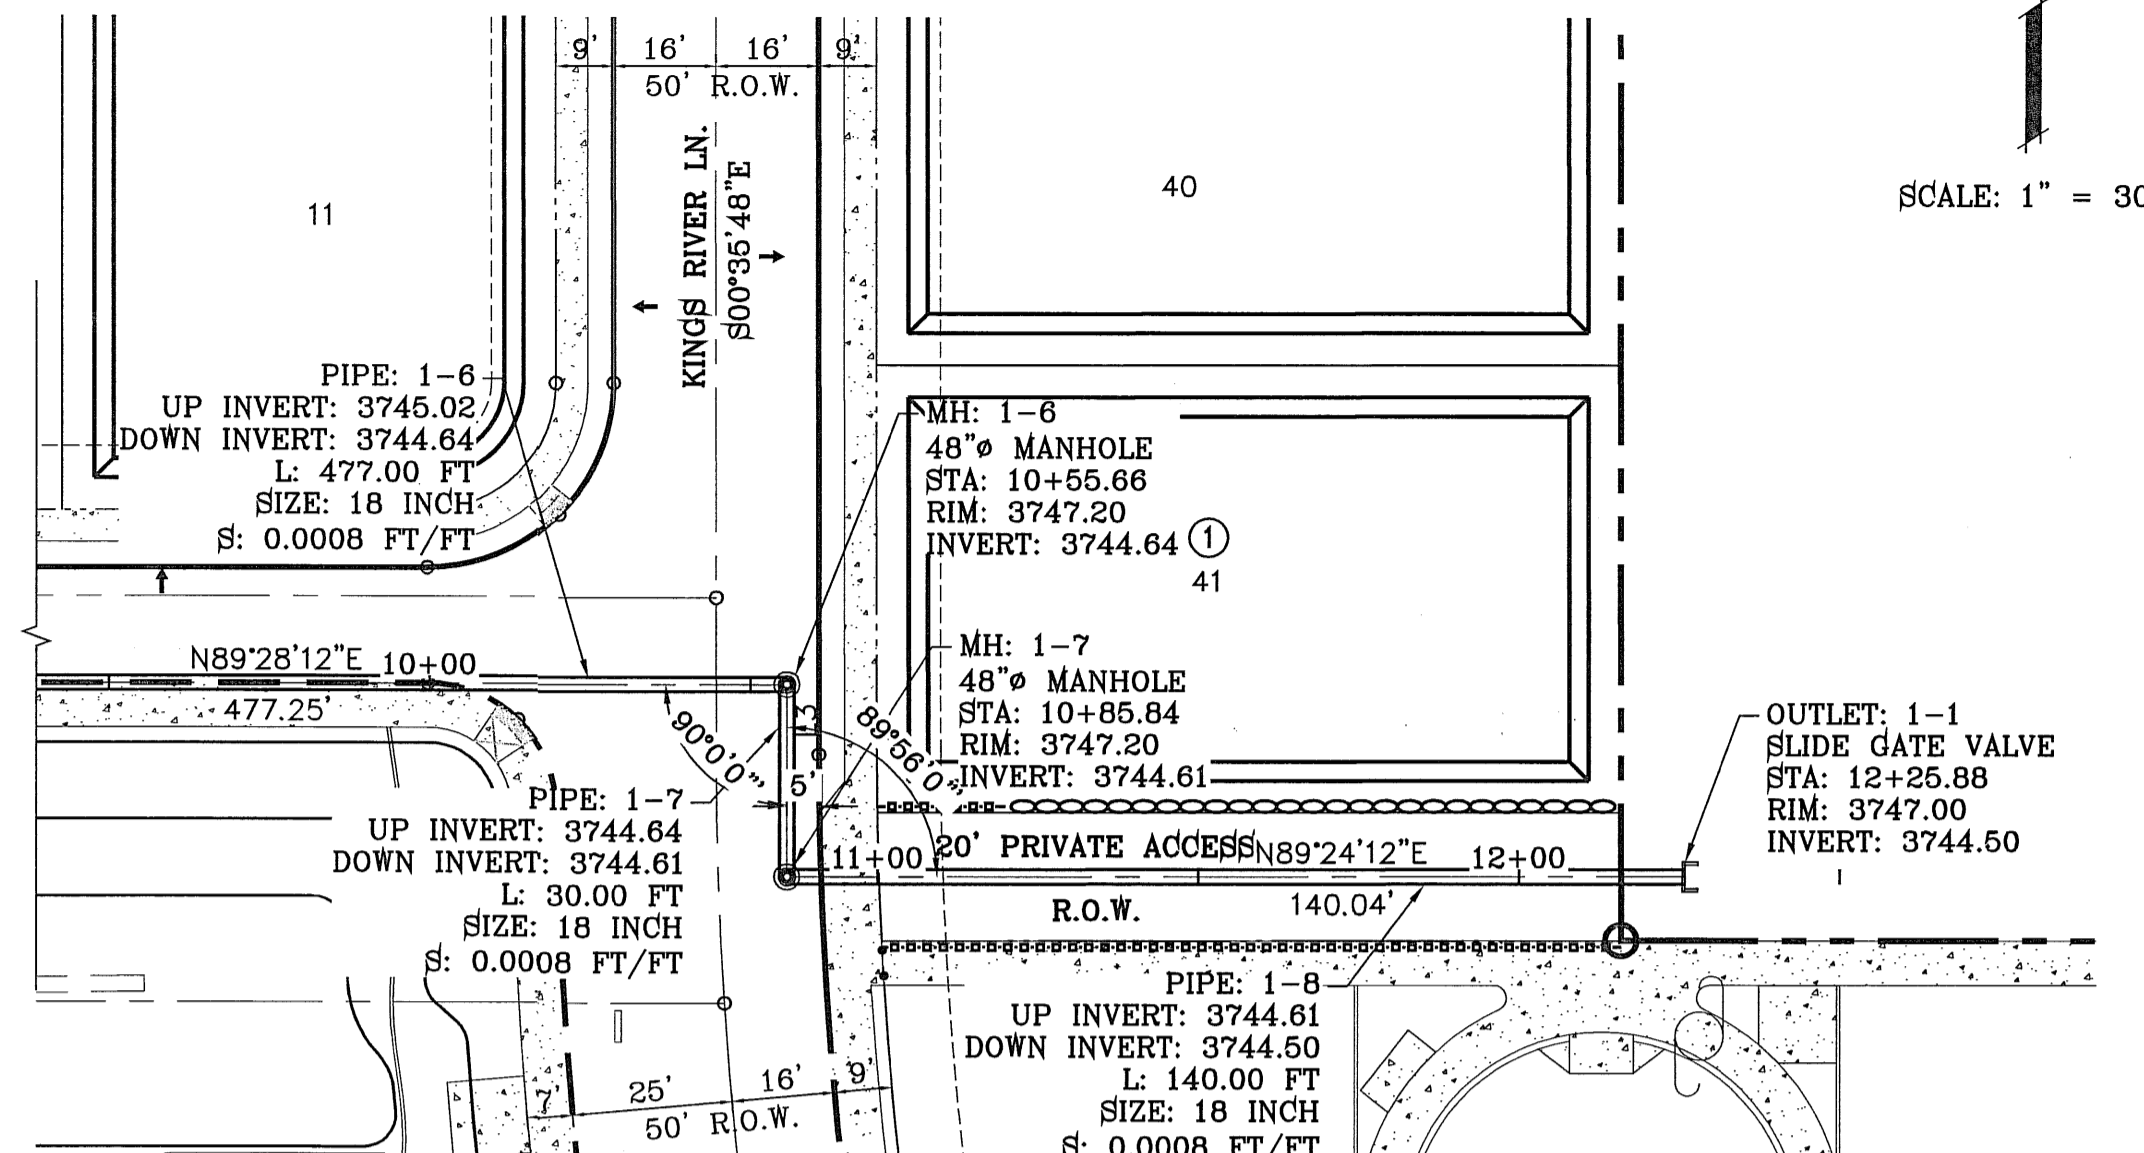 9' 16' 16' 9'
50' R.O.W.
KINGS RIVER LN.
S00°35'48"E
11
40
SCALE: 1" = 30
PIPE: 1-6
UP INVERT: 3745.02
DOWN INVERT: 3744.64
L: 477.00 FT
SIZE: 18 INCH
S: 0.0008 FT/FT
MH: 1-6
48"ø MANHOLE
STA: 10+55.66
RIM: 3747.20
INVERT: 3744.64
1
41
N89°28'12"E 10+00
477.25'
MH: 1-7
48"ø MANHOLE
STA: 10+85.84
RIM: 3747.20
INVERT: 3744.61
90°0'0"
89°56'0"
5'
OUTLET: 1-1
SLIDE GATE VALVE
STA: 12+25.88
RIM: 3747.00
INVERT: 3744.50
PIPE: 1-7
UP INVERT: 3744.64
DOWN INVERT: 3744.61
L: 30.00 FT
SIZE: 18 INCH
S: 0.0008 FT/FT
11+00 20' PRIVATE ACCESS N89°24'12"E 12+00
R.O.W. 140.04'
PIPE: 1-8
UP INVERT: 3744.61
DOWN INVERT: 3744.50
L: 140.00 FT
SIZE: 18 INCH
S: 0.0008 FT/FT
7' 25' 16' 9'
50' R.O.W.